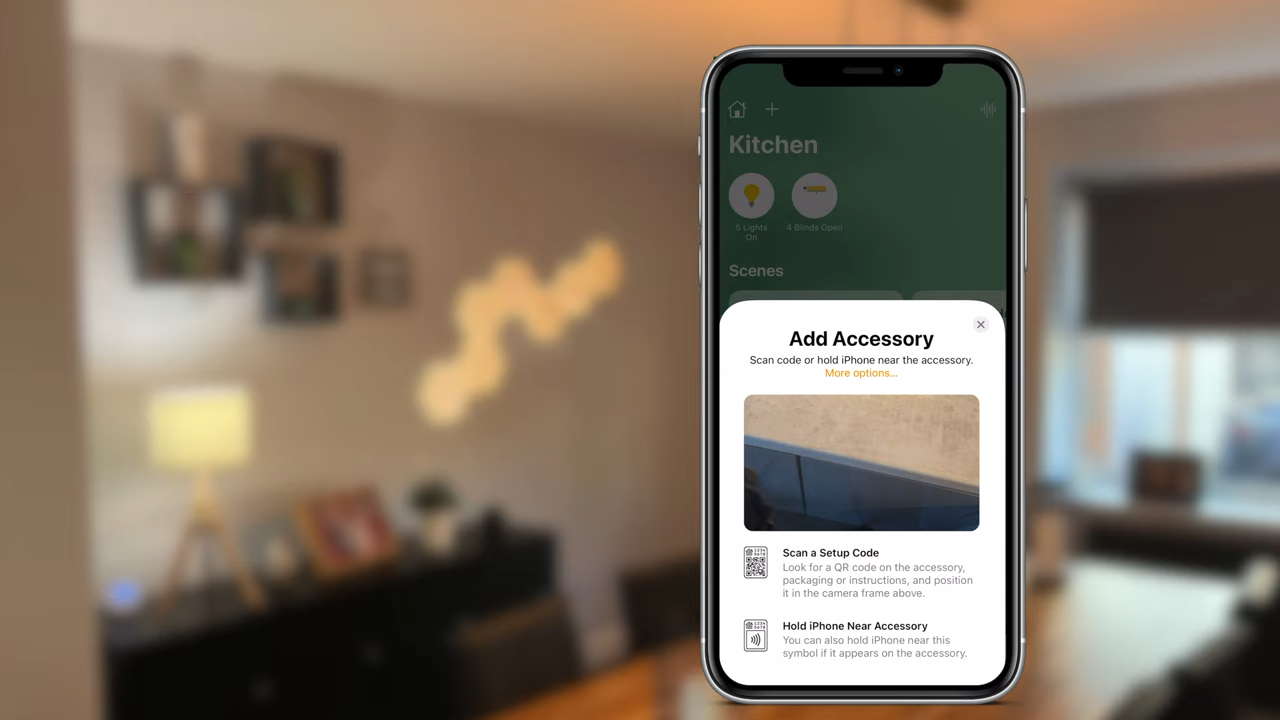 Kitchen
5 Lights
On
4 Blinds Open
Scenes
Add Accessory
Scan code or hold iPhone near the accessory.
More options...
Scan a Setup Code
Look for a QR code on the accessory,
packaging or instructions, and position
it in the camera frame above.
Hold iPhone Near Accessory
You can also hold iPhone near this
symbol if it appears on the accessory.